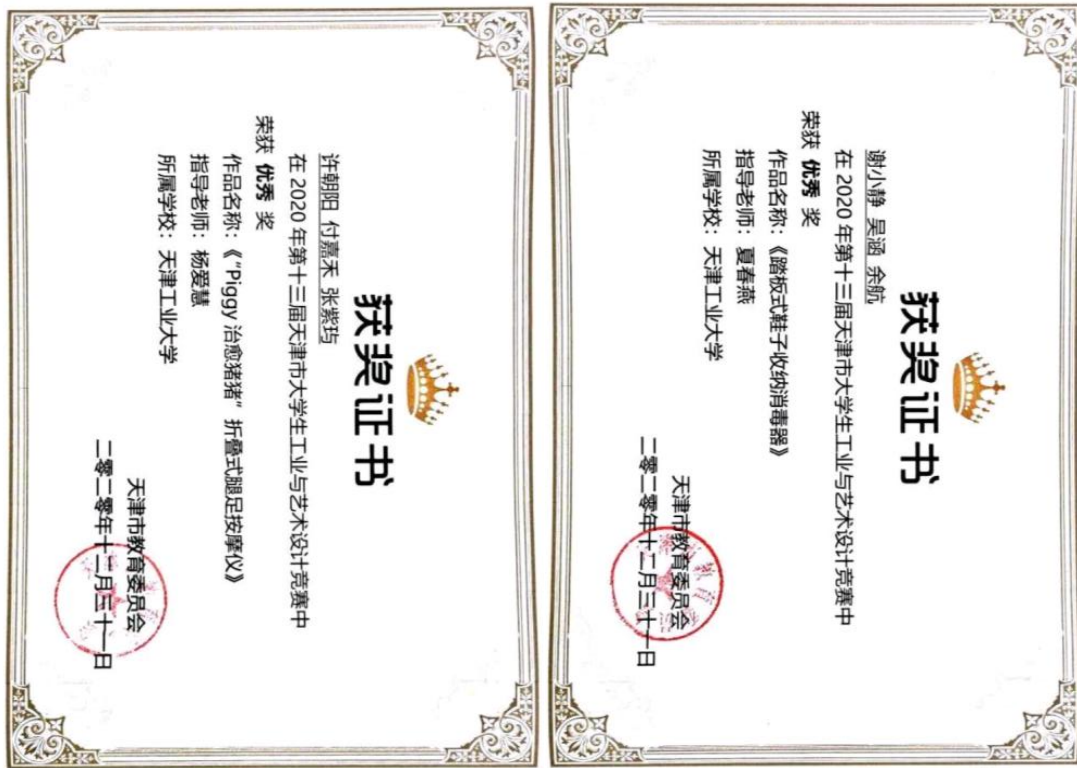 获奖证书
许朝阳 付嘉禾 张紫玙
在 2020 年第十三届天津市大学生工业与艺术设计竞赛中
荣获 优秀 奖
作品名称：《“Piggy 治愈猪猪” 折叠式腿足按摩仪》
指导老师：杨爱慧
所属学校：天津工业大学
天津市教育委员会
二零二零年十二月三十一日
获奖证书
谢小静 吴涵 余航
在 2020 年第十三届天津市大学生工业与艺术设计竞赛中
荣获 优秀 奖
作品名称：《踏板式鞋子收纳消毒器》
指导老师：夏春燕
所属学校：天津工业大学
天津市教育委员会
二零二零年十二月三十一日